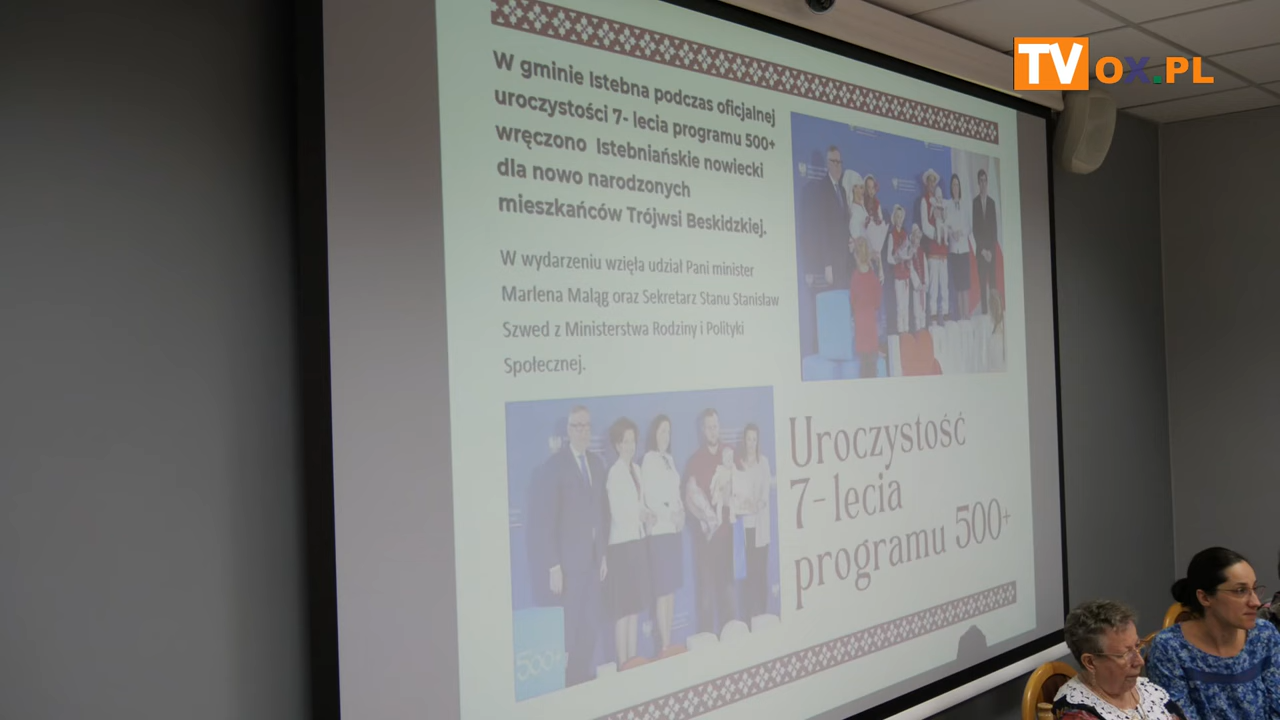 TVOX.PL
W gminie Istebna podczas oficjalnej
uroczystości 7- lecia programu 500+
wręczono Istebniańskie nowiecki
dla nowo narodzonych
mieszkańców Trójwsi Beskidzkiej.
W wydarzeniu wzięła udział Pani minister
Marlena Maląg oraz Sekretarz Stanu Stanisław
Szwed z Ministerstwa Rodziny i Polityki
Społecznej.
Uroczystość
7-lecia
programu 500+
500+